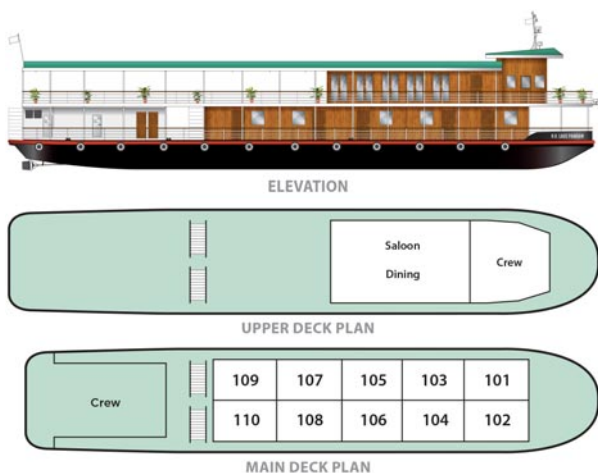 ELEVATION
Saloon
Dining
Crew
UPPER DECK PLAN
Crew
109 107 105 103 101
110 108 106 104 102
MAIN DECK PLAN